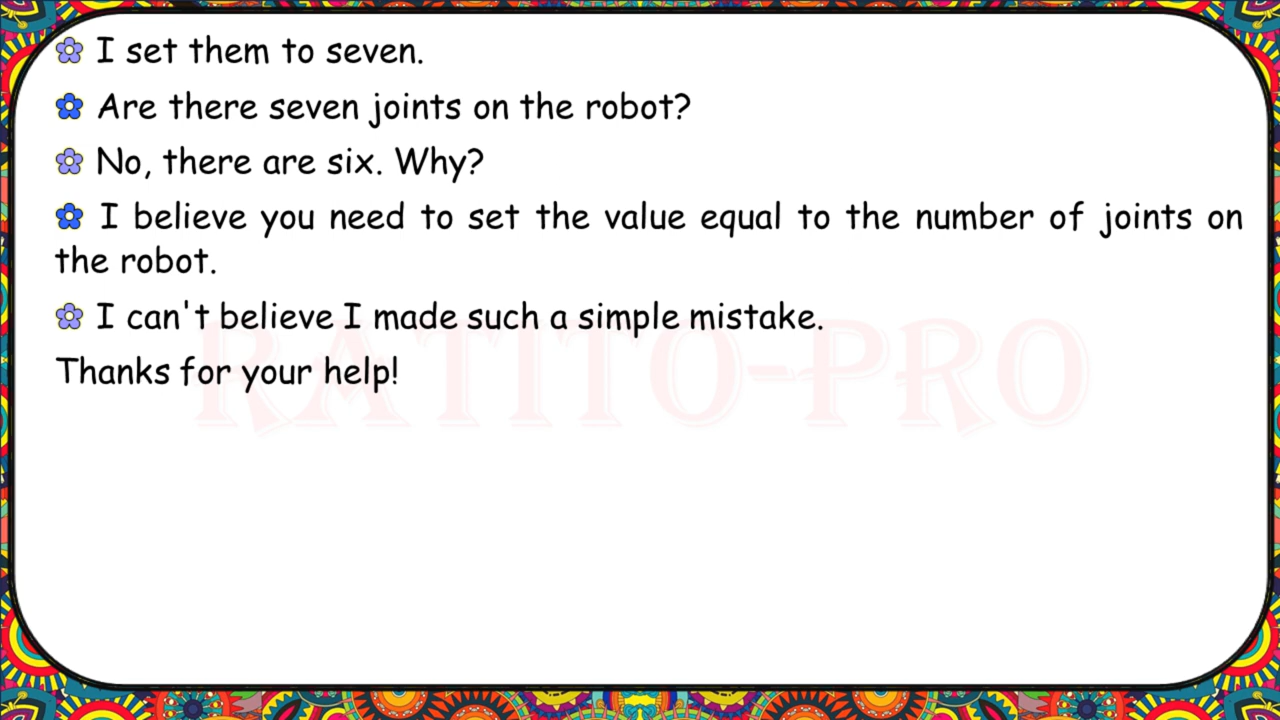 I set them to seven.
Are there seven joints on the robot?
No, there are six. Why?
I believe you need to set the value equal to the number of joints on
the robot.
I can't believe I made such a simple mistake.
Thanks for your help!
RATITO-PRO